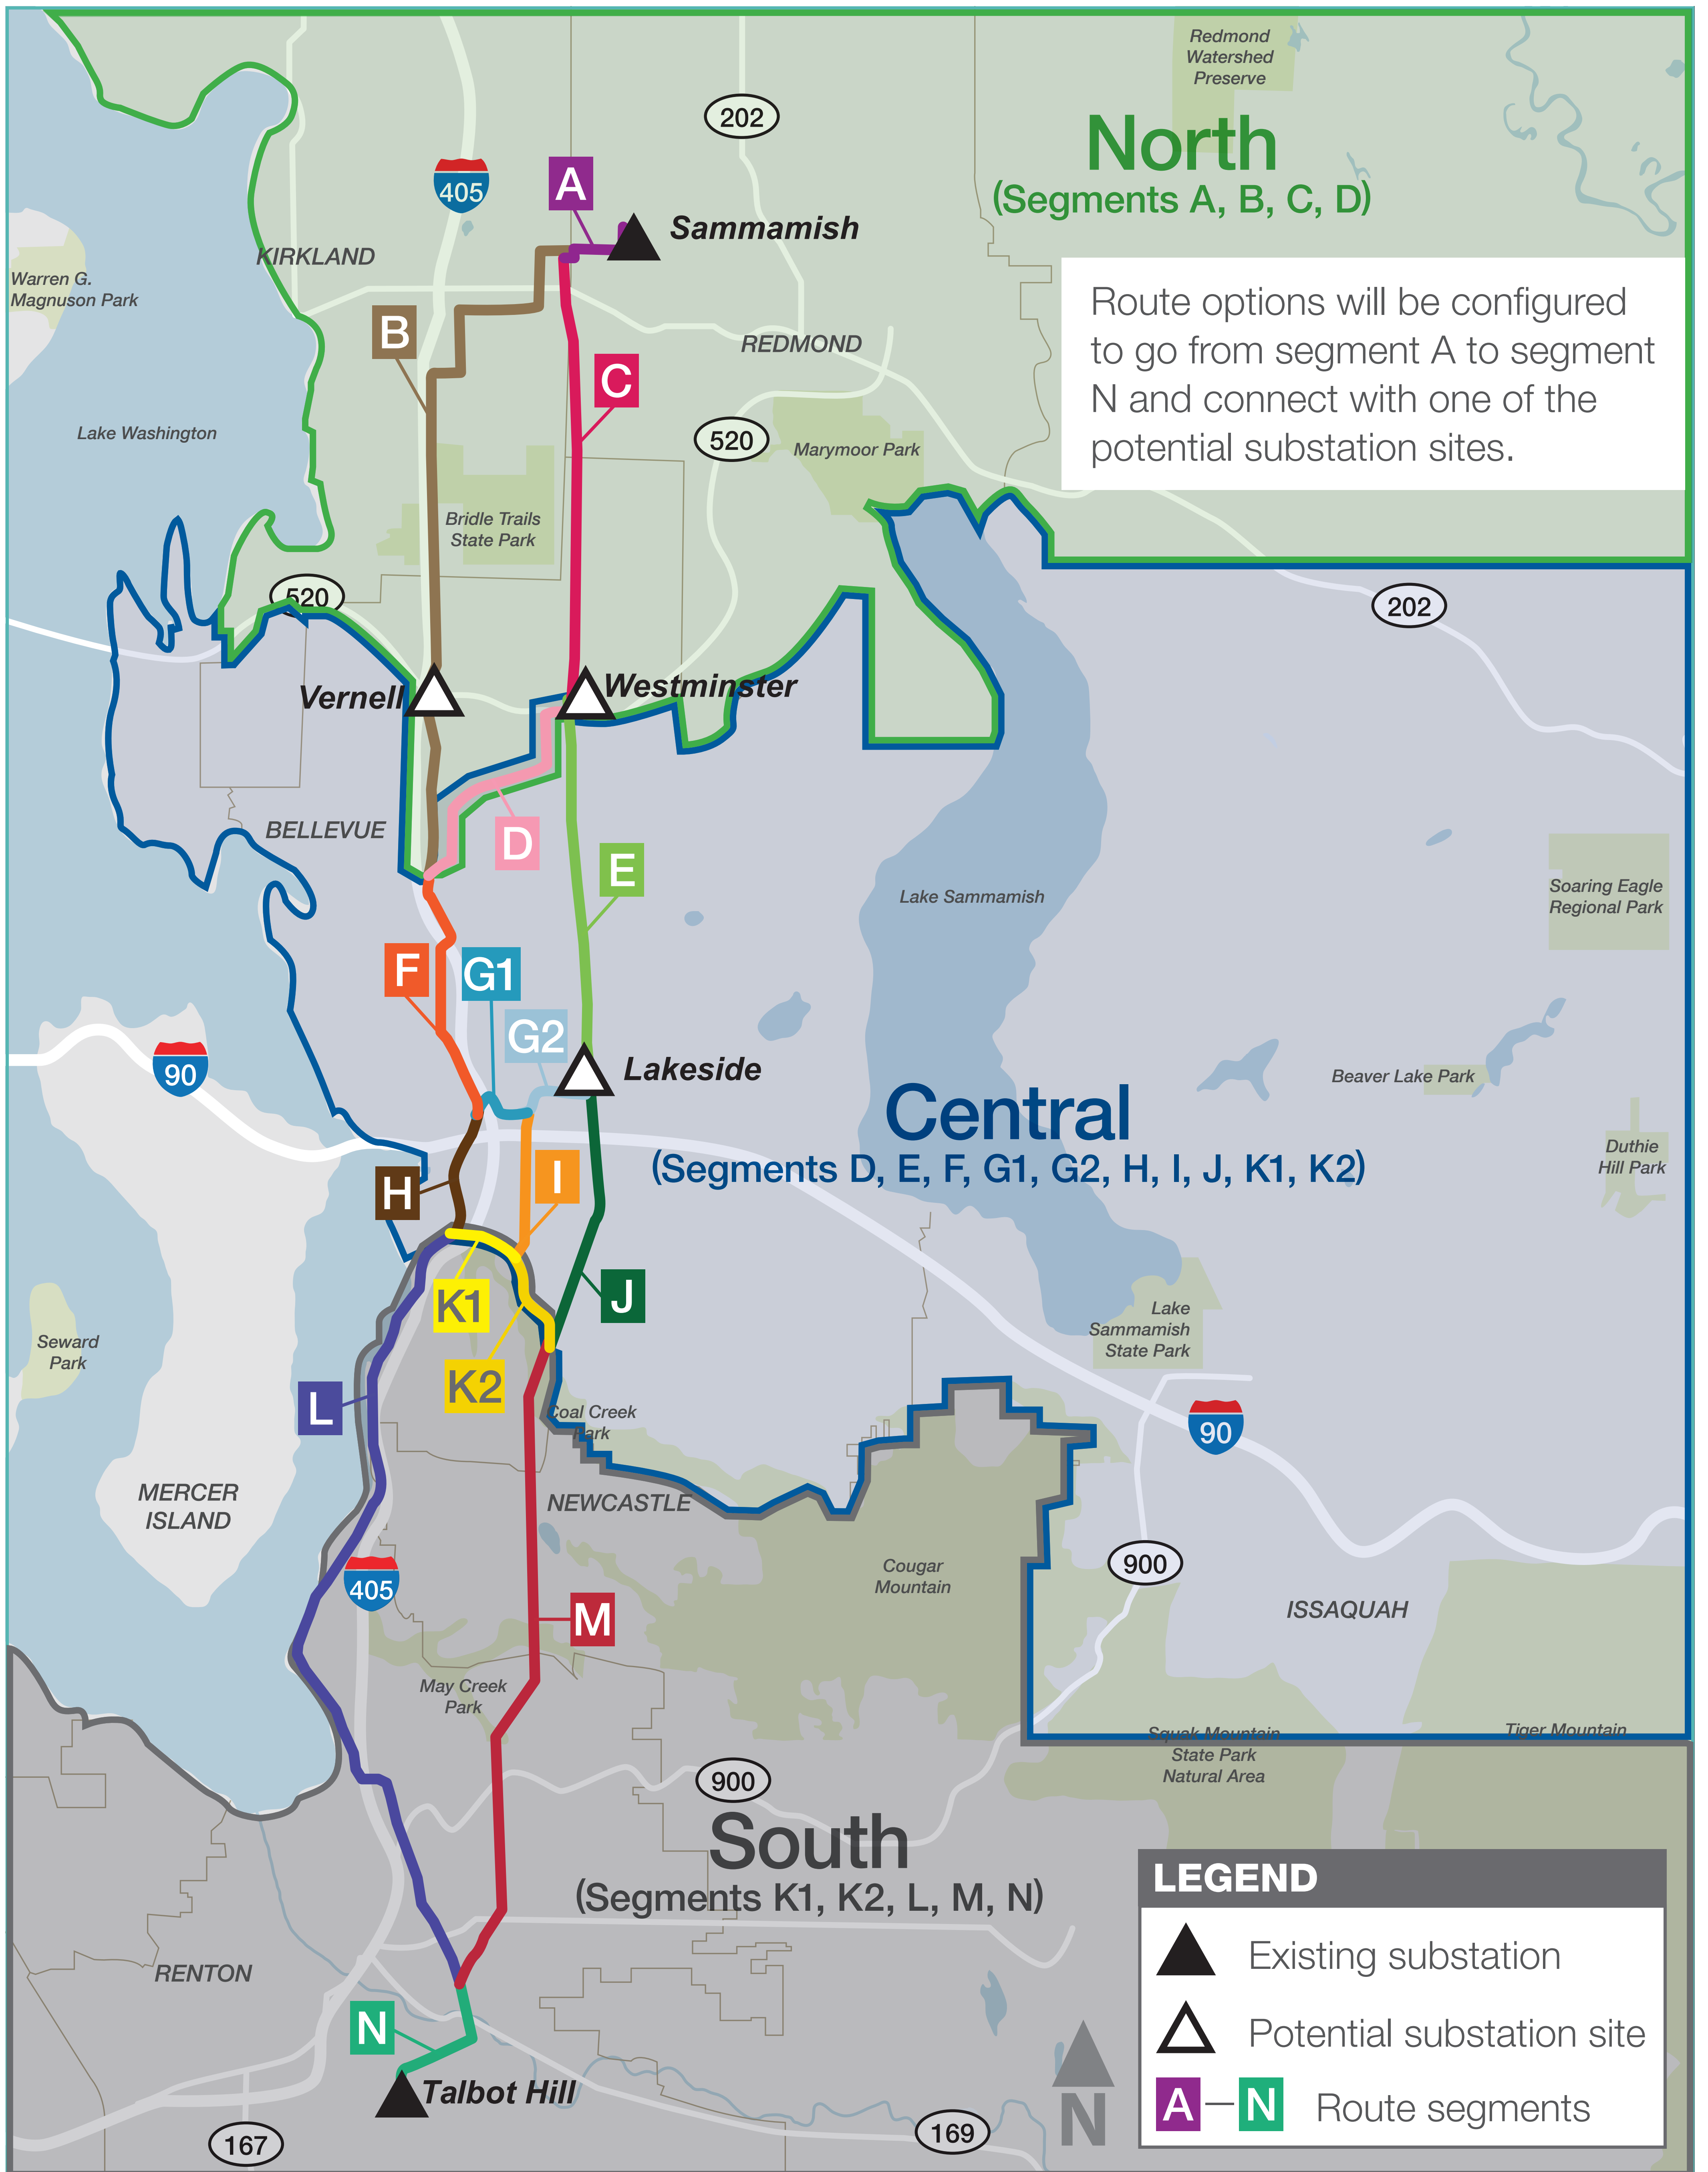 Redmond
Watershed
Preserve
202
North
(Segments A, B, C, D)
405
A
Sammamish
KIRKLAND
Warren G.
Magnuson Park
Route options will be configured
to go from segment A to segment
N and connect with one of the
potential substation sites.
B
REDMOND
C
Lake Washington
520
Marymoor Park
Bridle Trails
State Park
520
202
Vernell
Westminster
BELLEVUE
D
E
Lake Sammamish
Soaring Eagle
Regional Park
F
G1
G2
90
Lakeside
Beaver Lake Park
Central
(Segments D, E, F, G1, G2, H, I, J, K1, K2)
Duthie
Hill Park
H
I
K1
J
Lake
Sammamish
State Park
Seward
Park
K2
L
Coal Creek
Park
90
MERCER
ISLAND
NEWCASTLE
405
Cougar
Mountain
900
ISSAQUAH
M
May Creek
Park
Squak Mountain
State Park
Natural Area
Tiger Mountain
900
South
(Segments K1, K2, L, M, N)
RENTON
N
Talbot Hill
167
169
N
LEGEND
Existing substation
Potential substation site
A – N Route segments